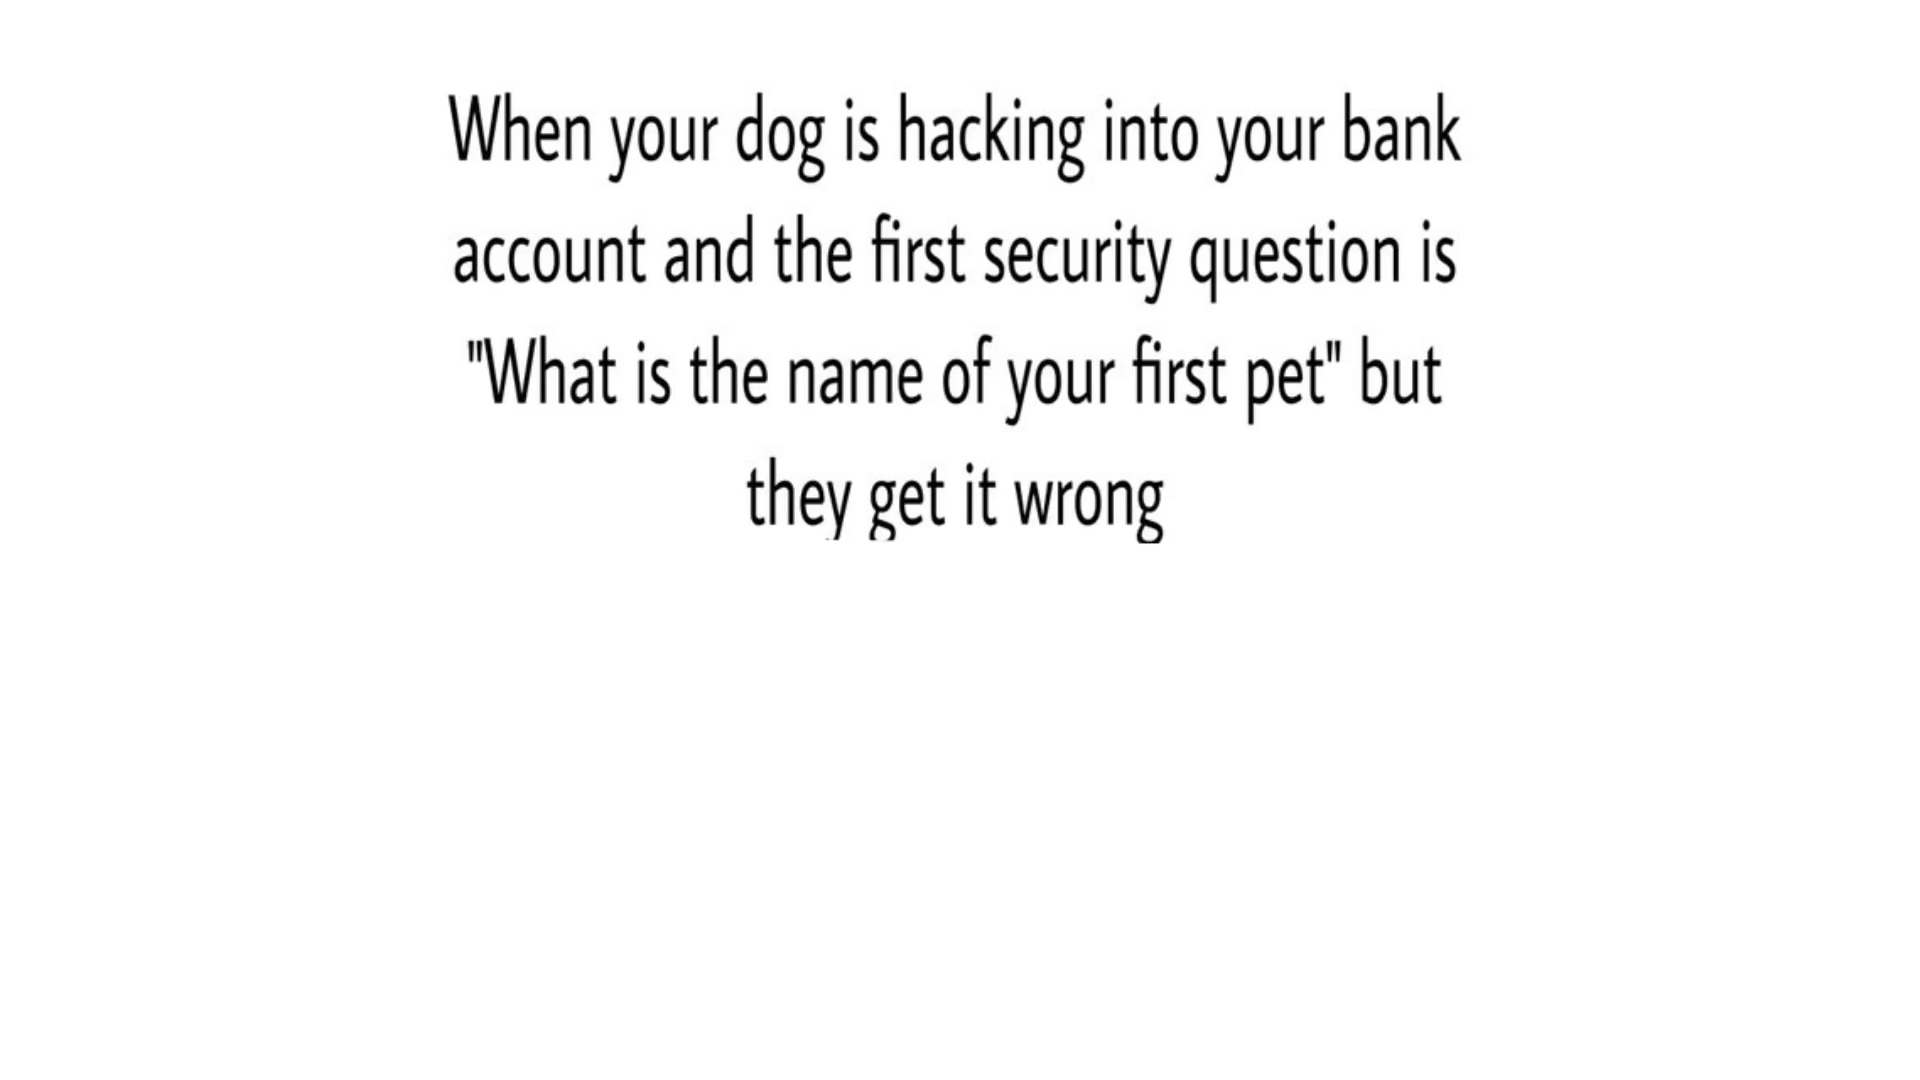 When your dog is hacking into your bank
account and the first security question is
"What is the name of your first pet" but
they get it wrong